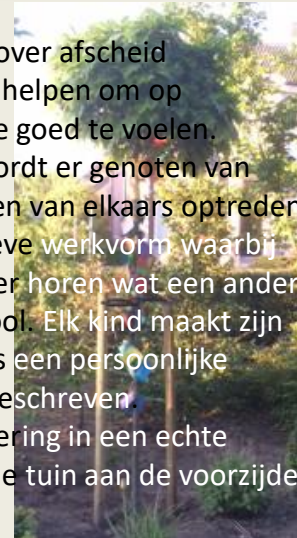 over afscheid
helpen om op
e goed te voelen.
ordt er genoten van
en van elkaars optreden
eve werkvorm waarbij
er horen wat een ander
ool. Elk kind maakt zijn
s een persoonlijke
eschreven.
ering in een echte
e tuin aan de voorzijde